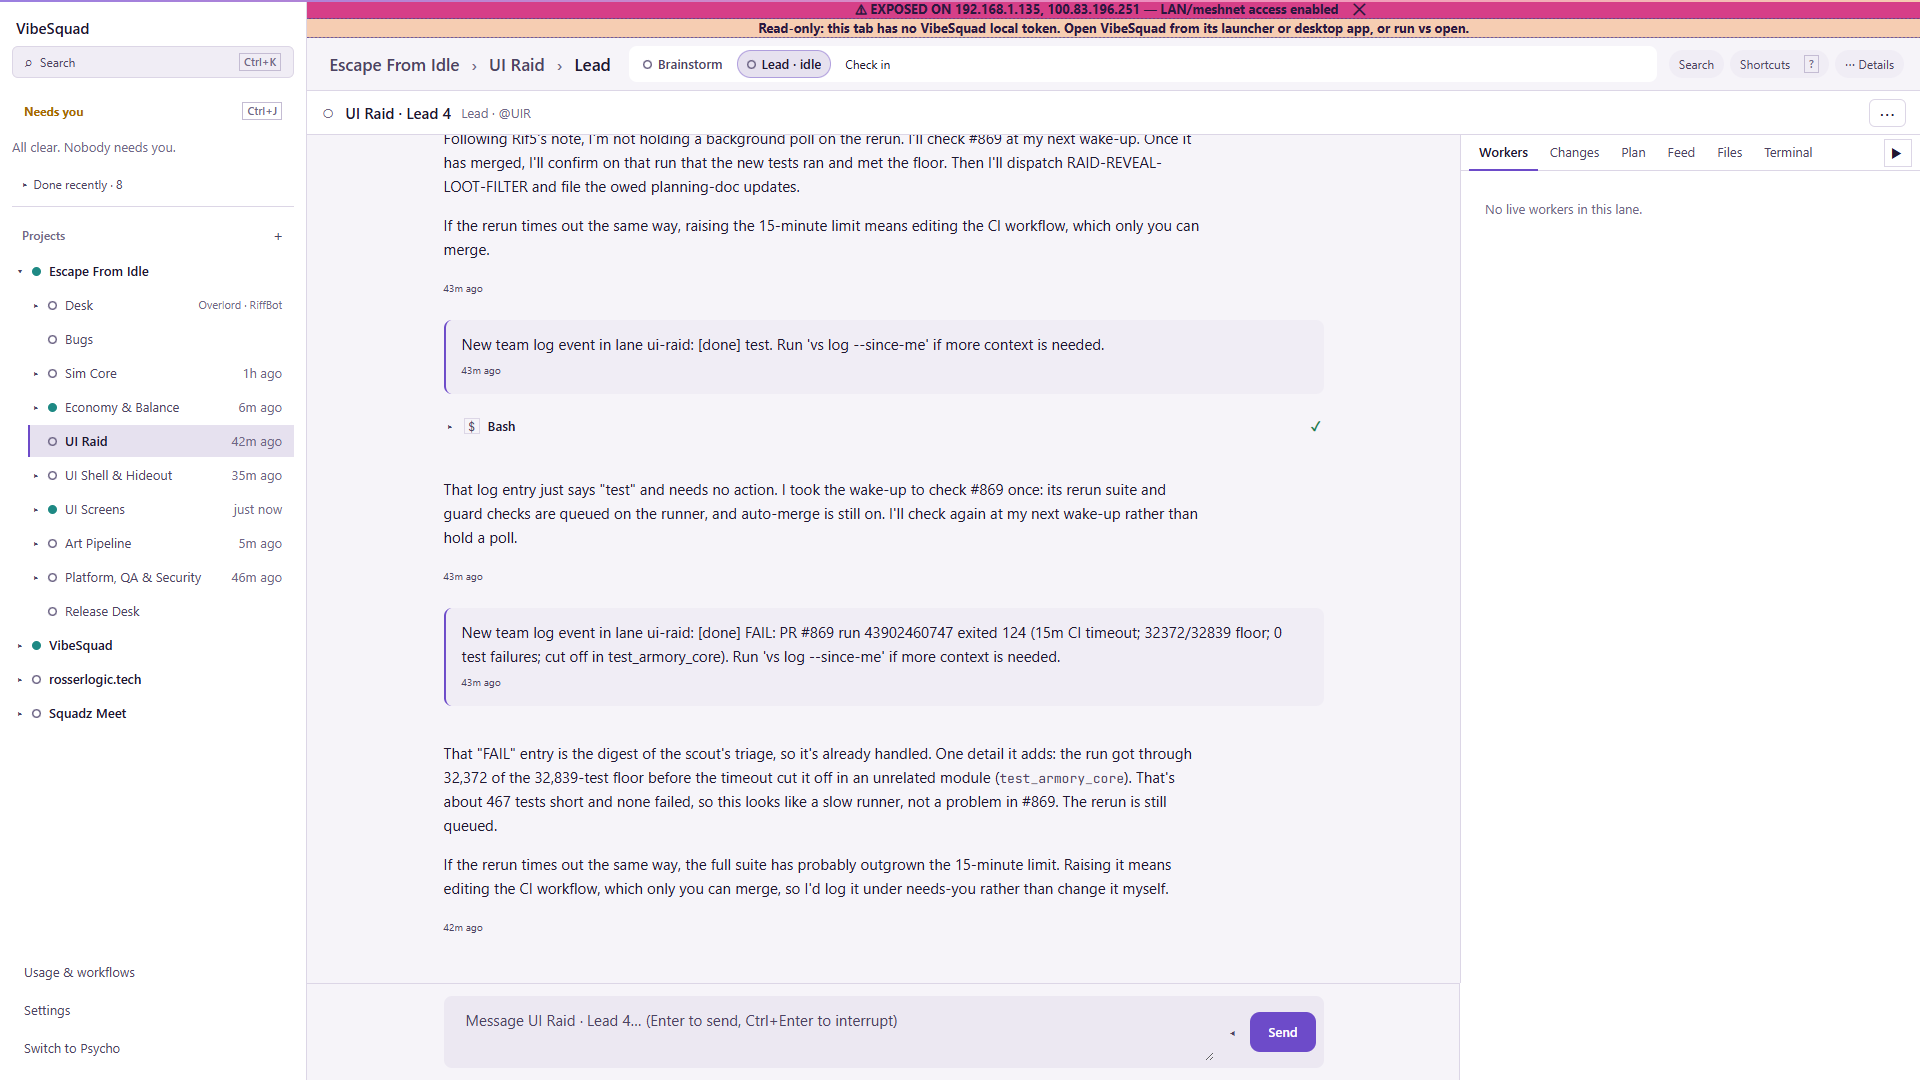 ⚠ EXPOSED ON 192.168.1.135, 100.83.196.251 — LAN/meshnet access enabled
Read-only: this tab has no VibeSquad local token. Open VibeSquad from its launcher or desktop app, or run vs open.
VibeSquad
Search Ctrl+K
Needs you Ctrl+J
All clear. Nobody needs you.
Done recently · 8
Projects +
Escape From Idle
Desk Overlord · RiffBot
Bugs
Sim Core 1h ago
Economy & Balance 6m ago
UI Raid 42m ago
UI Shell & Hideout 35m ago
UI Screens just now
Art Pipeline 5m ago
Platform, QA & Security 46m ago
Release Desk
VibeSquad
rosserlogic.tech
Squadz Meet
Usage & workflows
Settings
Switch to Psycho
Escape From Idle › UI Raid › Lead
Brainstorm Lead · idle Check in
Search Shortcuts ? ··· Details
UI Raid · Lead 4 Lead · @UIR ...
Following Rif5's note, I'm not holding a background poll on the rerun. I'll check #869 at my next wake-up. Once it
has merged, I'll confirm on that run that the new tests ran and met the floor. Then I'll dispatch RAID-REVEAL-
LOOT-FILTER and file the owed planning-doc updates.
If the rerun times out the same way, raising the 15-minute limit means editing the CI workflow, which only you can
merge.
43m ago
New team log event in lane ui-raid: [done] test. Run 'vs log --since-me' if more context is needed.
43m ago
$ Bash ✓
That log entry just says "test" and needs no action. I took the wake-up to check #869 once: its rerun suite and
guard checks are queued on the runner, and auto-merge is still on. I'll check again at my next wake-up rather than
hold a poll.
43m ago
New team log event in lane ui-raid: [done] FAIL: PR #869 run 43902460747 exited 124 (15m CI timeout; 32372/32839 floor; 0
test failures; cut off in test_armory_core). Run 'vs log --since-me' if more context is needed.
43m ago
That "FAIL" entry is the digest of the scout's triage, so it's already handled. One detail it adds: the run got through
32,372 of the 32,839-test floor before the timeout cut it off in an unrelated module (test_armory_core). That's
about 467 tests short and none failed, so this looks like a slow runner, not a problem in #869. The rerun is still
queued.
If the rerun times out the same way, the full suite has probably outgrown the 15-minute limit. Raising it means
editing the CI workflow, which only you can merge, so I'd log it under needs-you rather than change it myself.
42m ago
Message UI Raid · Lead 4... (Enter to send, Ctrl+Enter to interrupt)
Send
Workers Changes Plan Feed Files Terminal
No live workers in this lane.